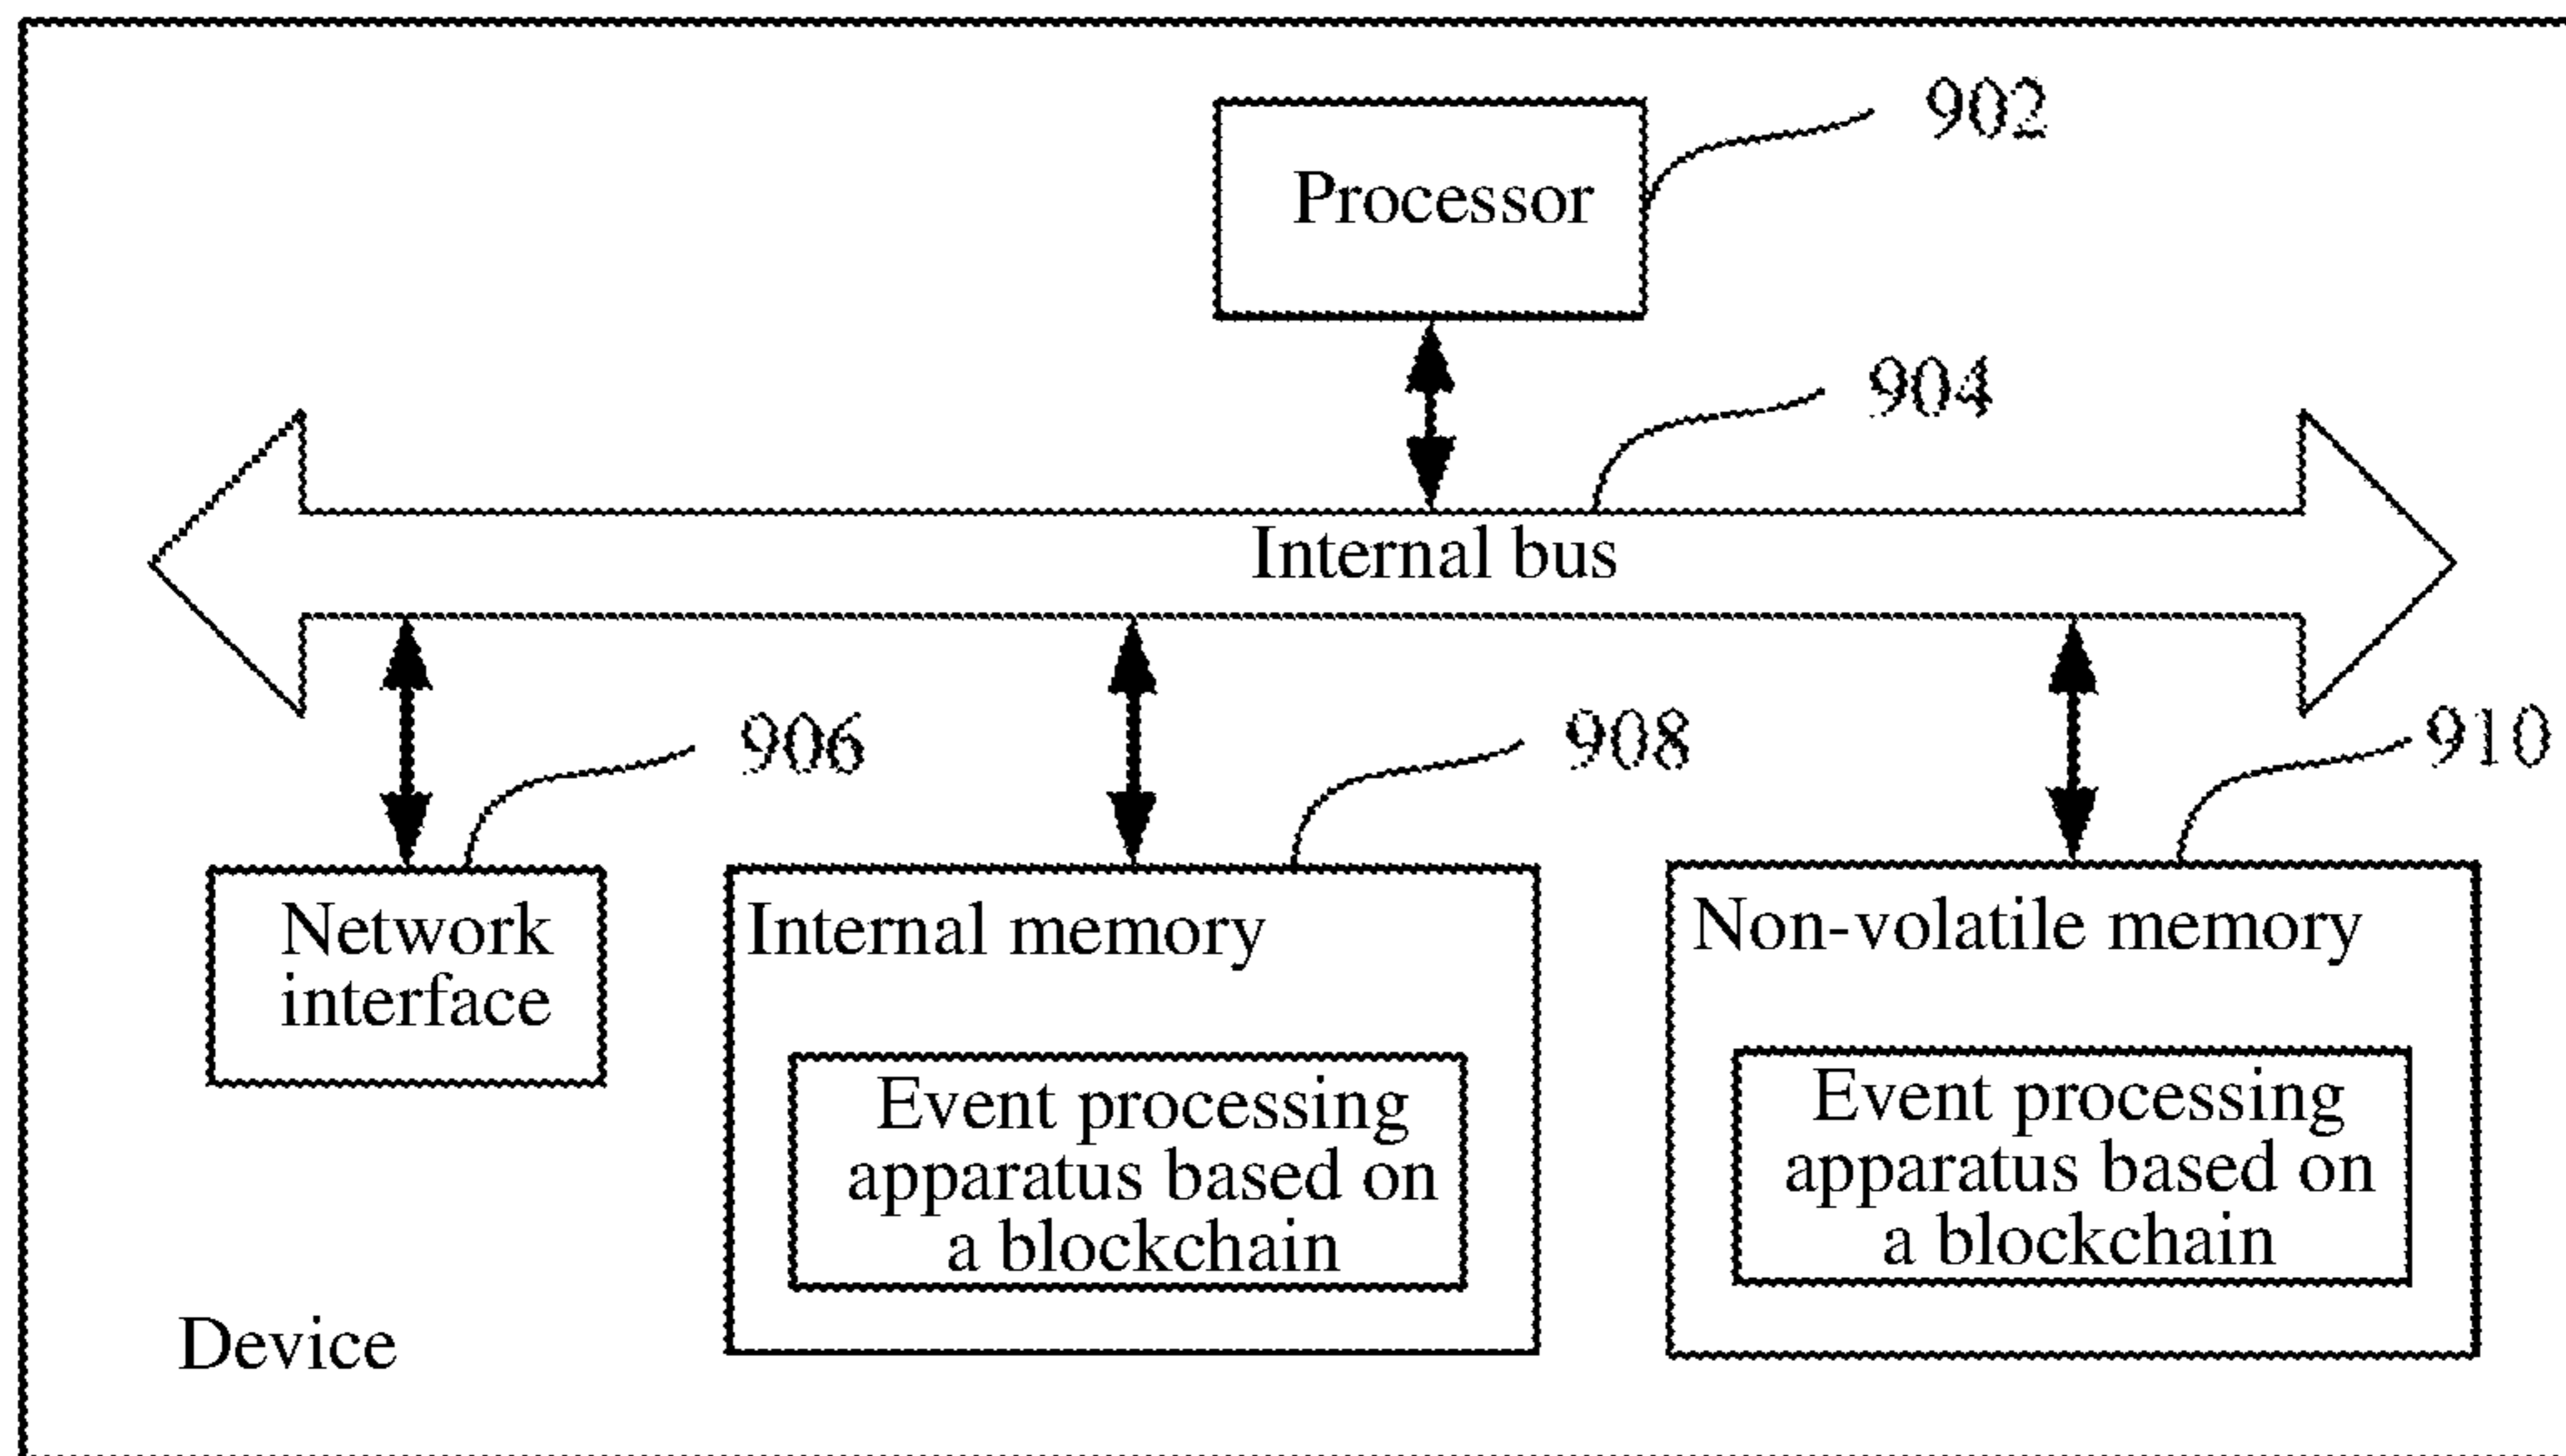 902
Processor
904
Internal bus
906
908
910
Network
interface
Internal memory
Non-volatile memory
Event processing
apparatus based on
a blockchain
Event processing
apparatus based on
a blockchain
Device